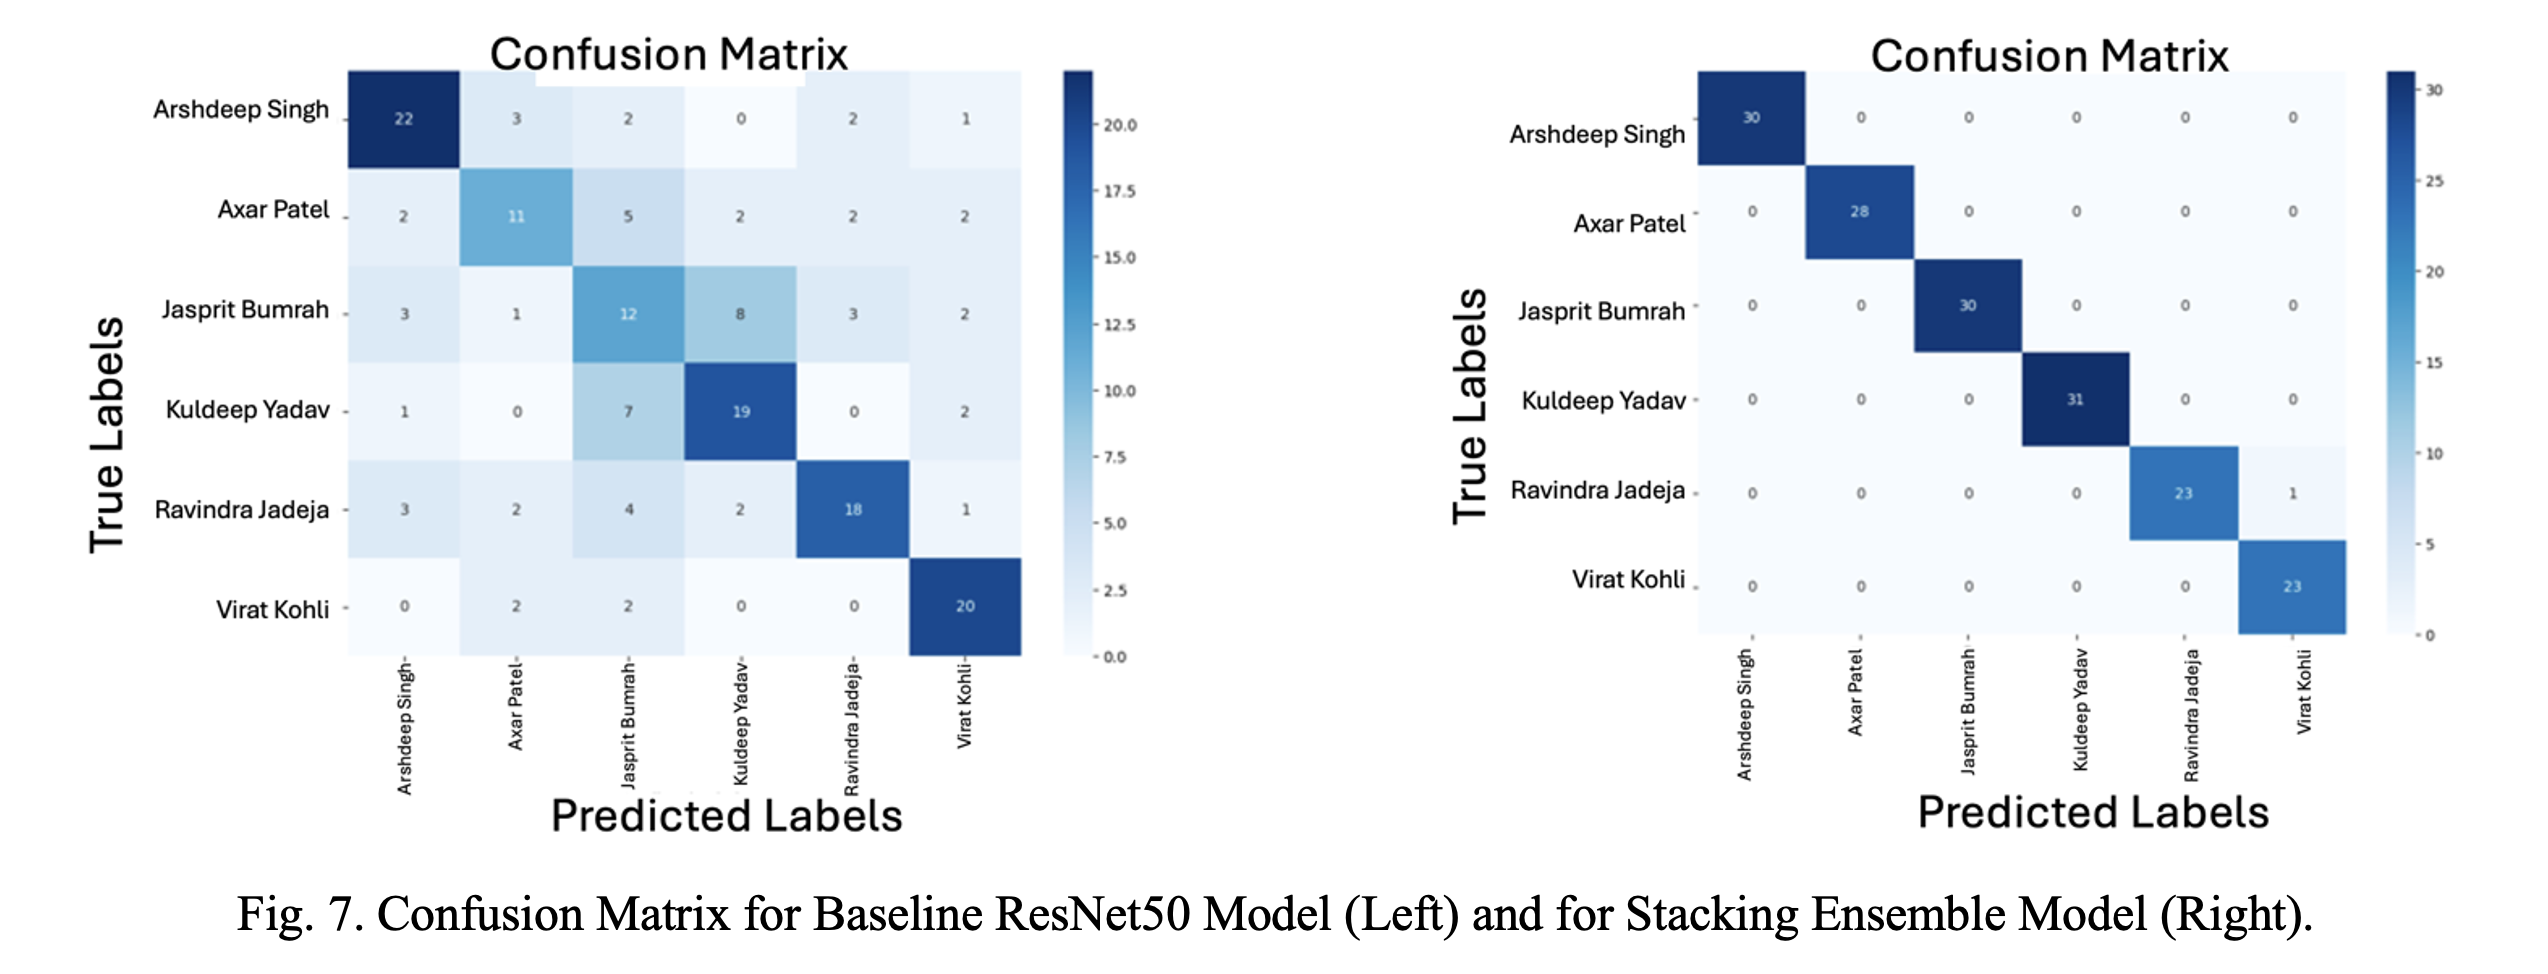 Confusion Matrix
Arshdeep Singh 22 3 2 0 2 1
Axar Patel 2 11 5 2 2 2
Jasprit Bumrah 3 1 12 8 3 2
Kuldeep Yadav 1 0 7 19 0 2
Ravindra Jadeja 3 2 4 2 18 1
Virat Kohli 0 2 2 0 0 20
True Labels
Arshdeep Singh
Axar Patel
Jasprit Bumrah
Kuldeep Yadav
Ravindra Jadeja
Virat Kohli
Predicted Labels
20.0
17.5
15.0
12.5
10.0
7.5
5.0
2.5
0.0
Confusion Matrix
Arshdeep Singh 30 0 0 0 0 0
Axar Patel 0 28 0 0 0 0
Jasprit Bumrah 0 0 30 0 0 0
Kuldeep Yadav 0 0 0 31 0 0
Ravindra Jadeja 0 0 0 0 23 1
Virat Kohli 0 0 0 0 0 23
True Labels
Arshdeep Singh
Axar Patel
Jasprit Bumrah
Kuldeep Yadav
Ravindra Jadeja
Virat Kohli
Predicted Labels
30
25
20
15
10
5
0
Fig. 7. Confusion Matrix for Baseline ResNet50 Model (Left) and for Stacking Ensemble Model (Right).